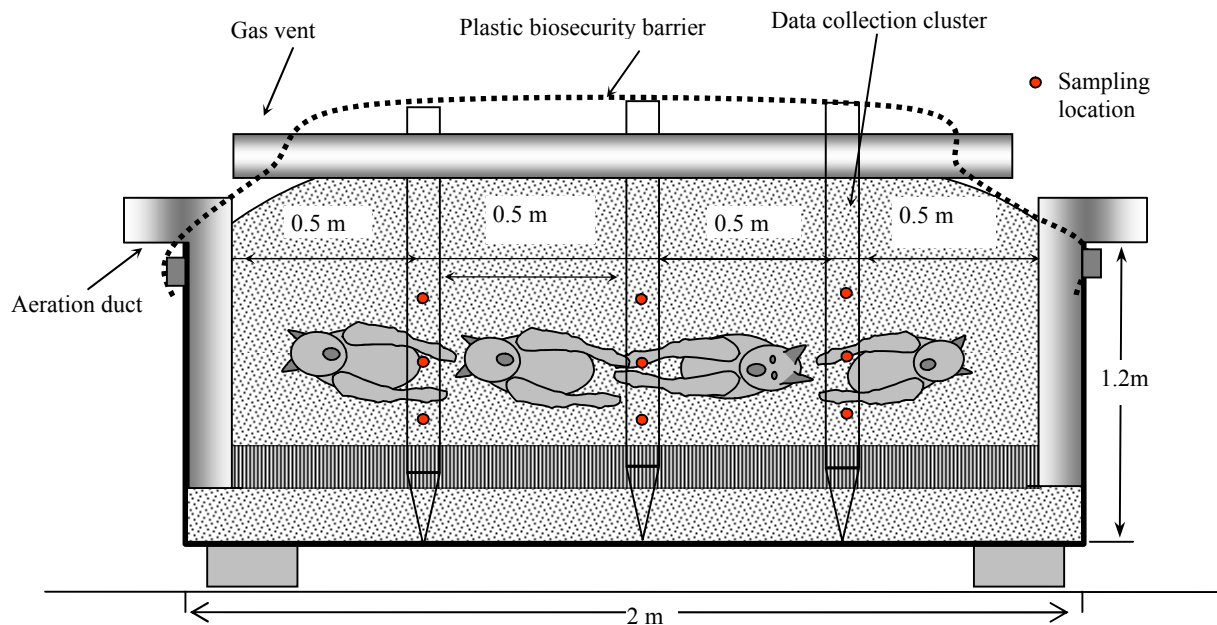 Gas vent
Plastic biosecurity barrier
Data collection cluster
Sampling
location
0.5 m
0.5 m
0.5 m
0.5 m
Aeration duct
1.2m
2 m